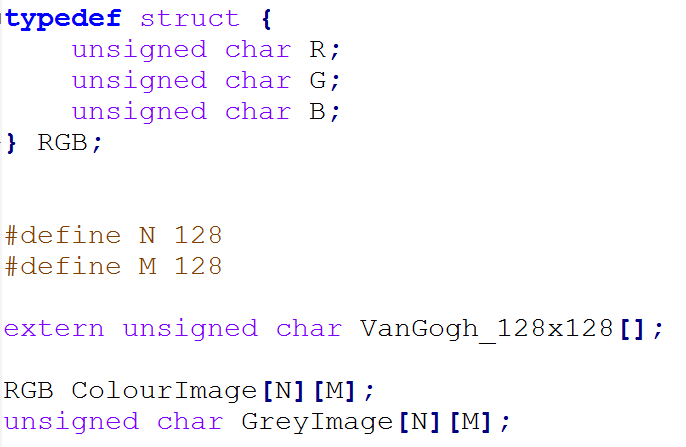 typedef struct {
    unsigned char R;
    unsigned char G;
    unsigned char B;
} RGB;
#define N 128
#define M 128
extern unsigned char VanGogh_128x128[];
RGB ColourImage[N][M];
unsigned char GreyImage[N][M];